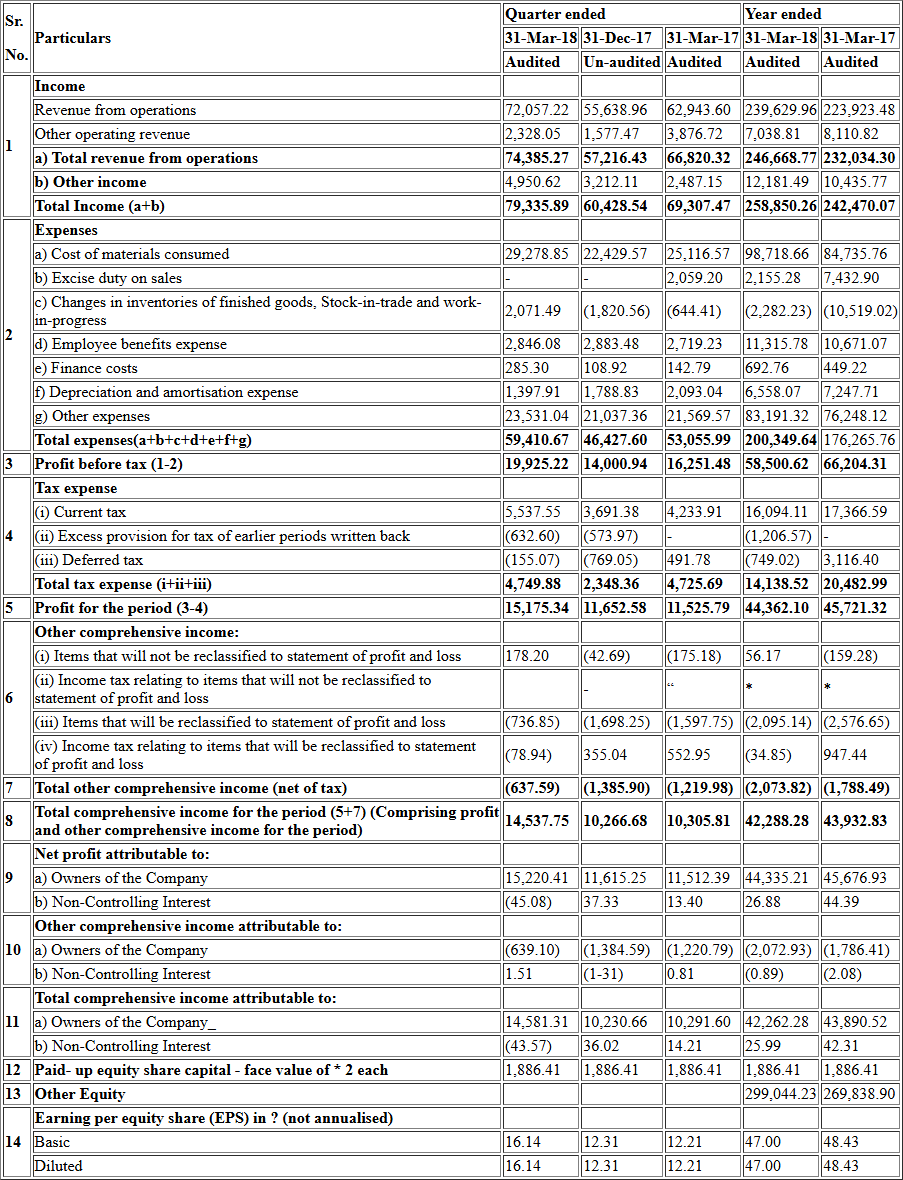 Sr. No. Particulars Quarter ended Year ended
31-Mar-18 31-Dec-17 31-Mar-17 31-Mar-18 31-Mar-17
Audited Un-audited Audited Audited Audited
1 Income
Revenue from operations 72,057.22 55,638.96 62,943.60 239,629.96 223,923.48
Other operating revenue 2,328.05 1,577.47 3,876.72 7,038.81 8,110.82
a) Total revenue from operations 74,385.27 57,216.43 66,820.32 246,668.77 232,034.30
b) Other income 4,950.62 3,212.11 2,487.15 12,181.49 10,435.77
Total Income (a+b) 79,335.89 60,428.54 69,307.47 258,850.26 242,470.07
2 Expenses
a) Cost of materials consumed 29,278.85 22,429.57 25,116.57 98,718.66 84,735.76
b) Excise duty on sales - - 2,059.20 2,155.28 7,432.90
c) Changes in inventories of finished goods, Stock-in-trade and work-
in-progress 2,071.49 (1,820.56) (644.41) (2,282.23) (10,519.02)
d) Employee benefits expense 2,846.08 2,883.48 2,719.23 11,315.78 10,671.07
e) Finance costs 285.30 108.92 142.79 692.76 449.22
f) Depreciation and amortisation expense 1,397.91 1,788.83 2,093.04 6,558.07 7,247.71
g) Other expenses 23,531.04 21,037.36 21,569.57 83,191.32 76,248.12
Total expenses(a+b+c+d+e+f+g) 59,410.67 46,427.60 53,055.99 200,349.64 176,265.76
3 Profit before tax (1-2) 19,925.22 14,000.94 16,251.48 58,500.62 66,204.31
4 Tax expense
(i) Current tax 5,537.55 3,691.38 4,233.91 16,094.11 17,366.59
(ii) Excess provision for tax of earlier periods written back (632.60) (573.97) - (1,206.57) -
(iii) Deferred tax (155.07) (769.05) 491.78 (749.02) 3,116.40
Total tax expense (i+ii+iii) 4,749.88 2,348.36 4,725.69 14,138.52 20,482.99
5 Profit for the period (3-4) 15,175.34 11,652.58 11,525.79 44,362.10 45,721.32
6 Other comprehensive income:
(i) Items that will not be reclassified to statement of profit and loss 178.20 (42.69) (175.18) 56.17 (159.28)
(ii) Income tax relating to items that will not be reclassified to
statement of profit and loss - “ * *
(iii) Items that will be reclassified to statement of profit and loss (736.85) (1,698.25) (1,597.75) (2,095.14) (2,576.65)
(iv) Income tax relating to items that will be reclassified to statement
of profit and loss (78.94) 355.04 552.95 (34.85) 947.44
7 Total other comprehensive income (net of tax) (637.59) (1,385.90) (1,219.98) (2,073.82) (1,788.49)
8 Total comprehensive income for the period (5+7) (Comprising profit
and other comprehensive income for the period) 14,537.75 10,266.68 10,305.81 42,288.28 43,932.83
9 Net profit attributable to:
a) Owners of the Company 15,220.41 11,615.25 11,512.39 44,335.21 45,676.93
b) Non-Controlling Interest (45.08) 37.33 13.40 26.88 44.39
10 Other comprehensive income attributable to:
a) Owners of the Company (639.10) (1,384.59) (1,220.79) (2,072.93) (1,786.41)
b) Non-Controlling Interest 1.51 (1-31) 0.81 (0.89) (2.08)
11 Total comprehensive income attributable to:
a) Owners of the Company_ 14,581.31 10,230.66 10,291.60 42,262.28 43,890.52
b) Non-Controlling Interest (43.57) 36.02 14.21 25.99 42.31
12 Paid- up equity share capital - face value of * 2 each 1,886.41 1,886.41 1,886.41 1,886.41 1,886.41
13 Other Equity 299,044.23 269,838.90
14 Earning per equity share (EPS) in ? (not annualised)
Basic 16.14 12.31 12.21 47.00 48.43
Diluted 16.14 12.31 12.21 47.00 48.43